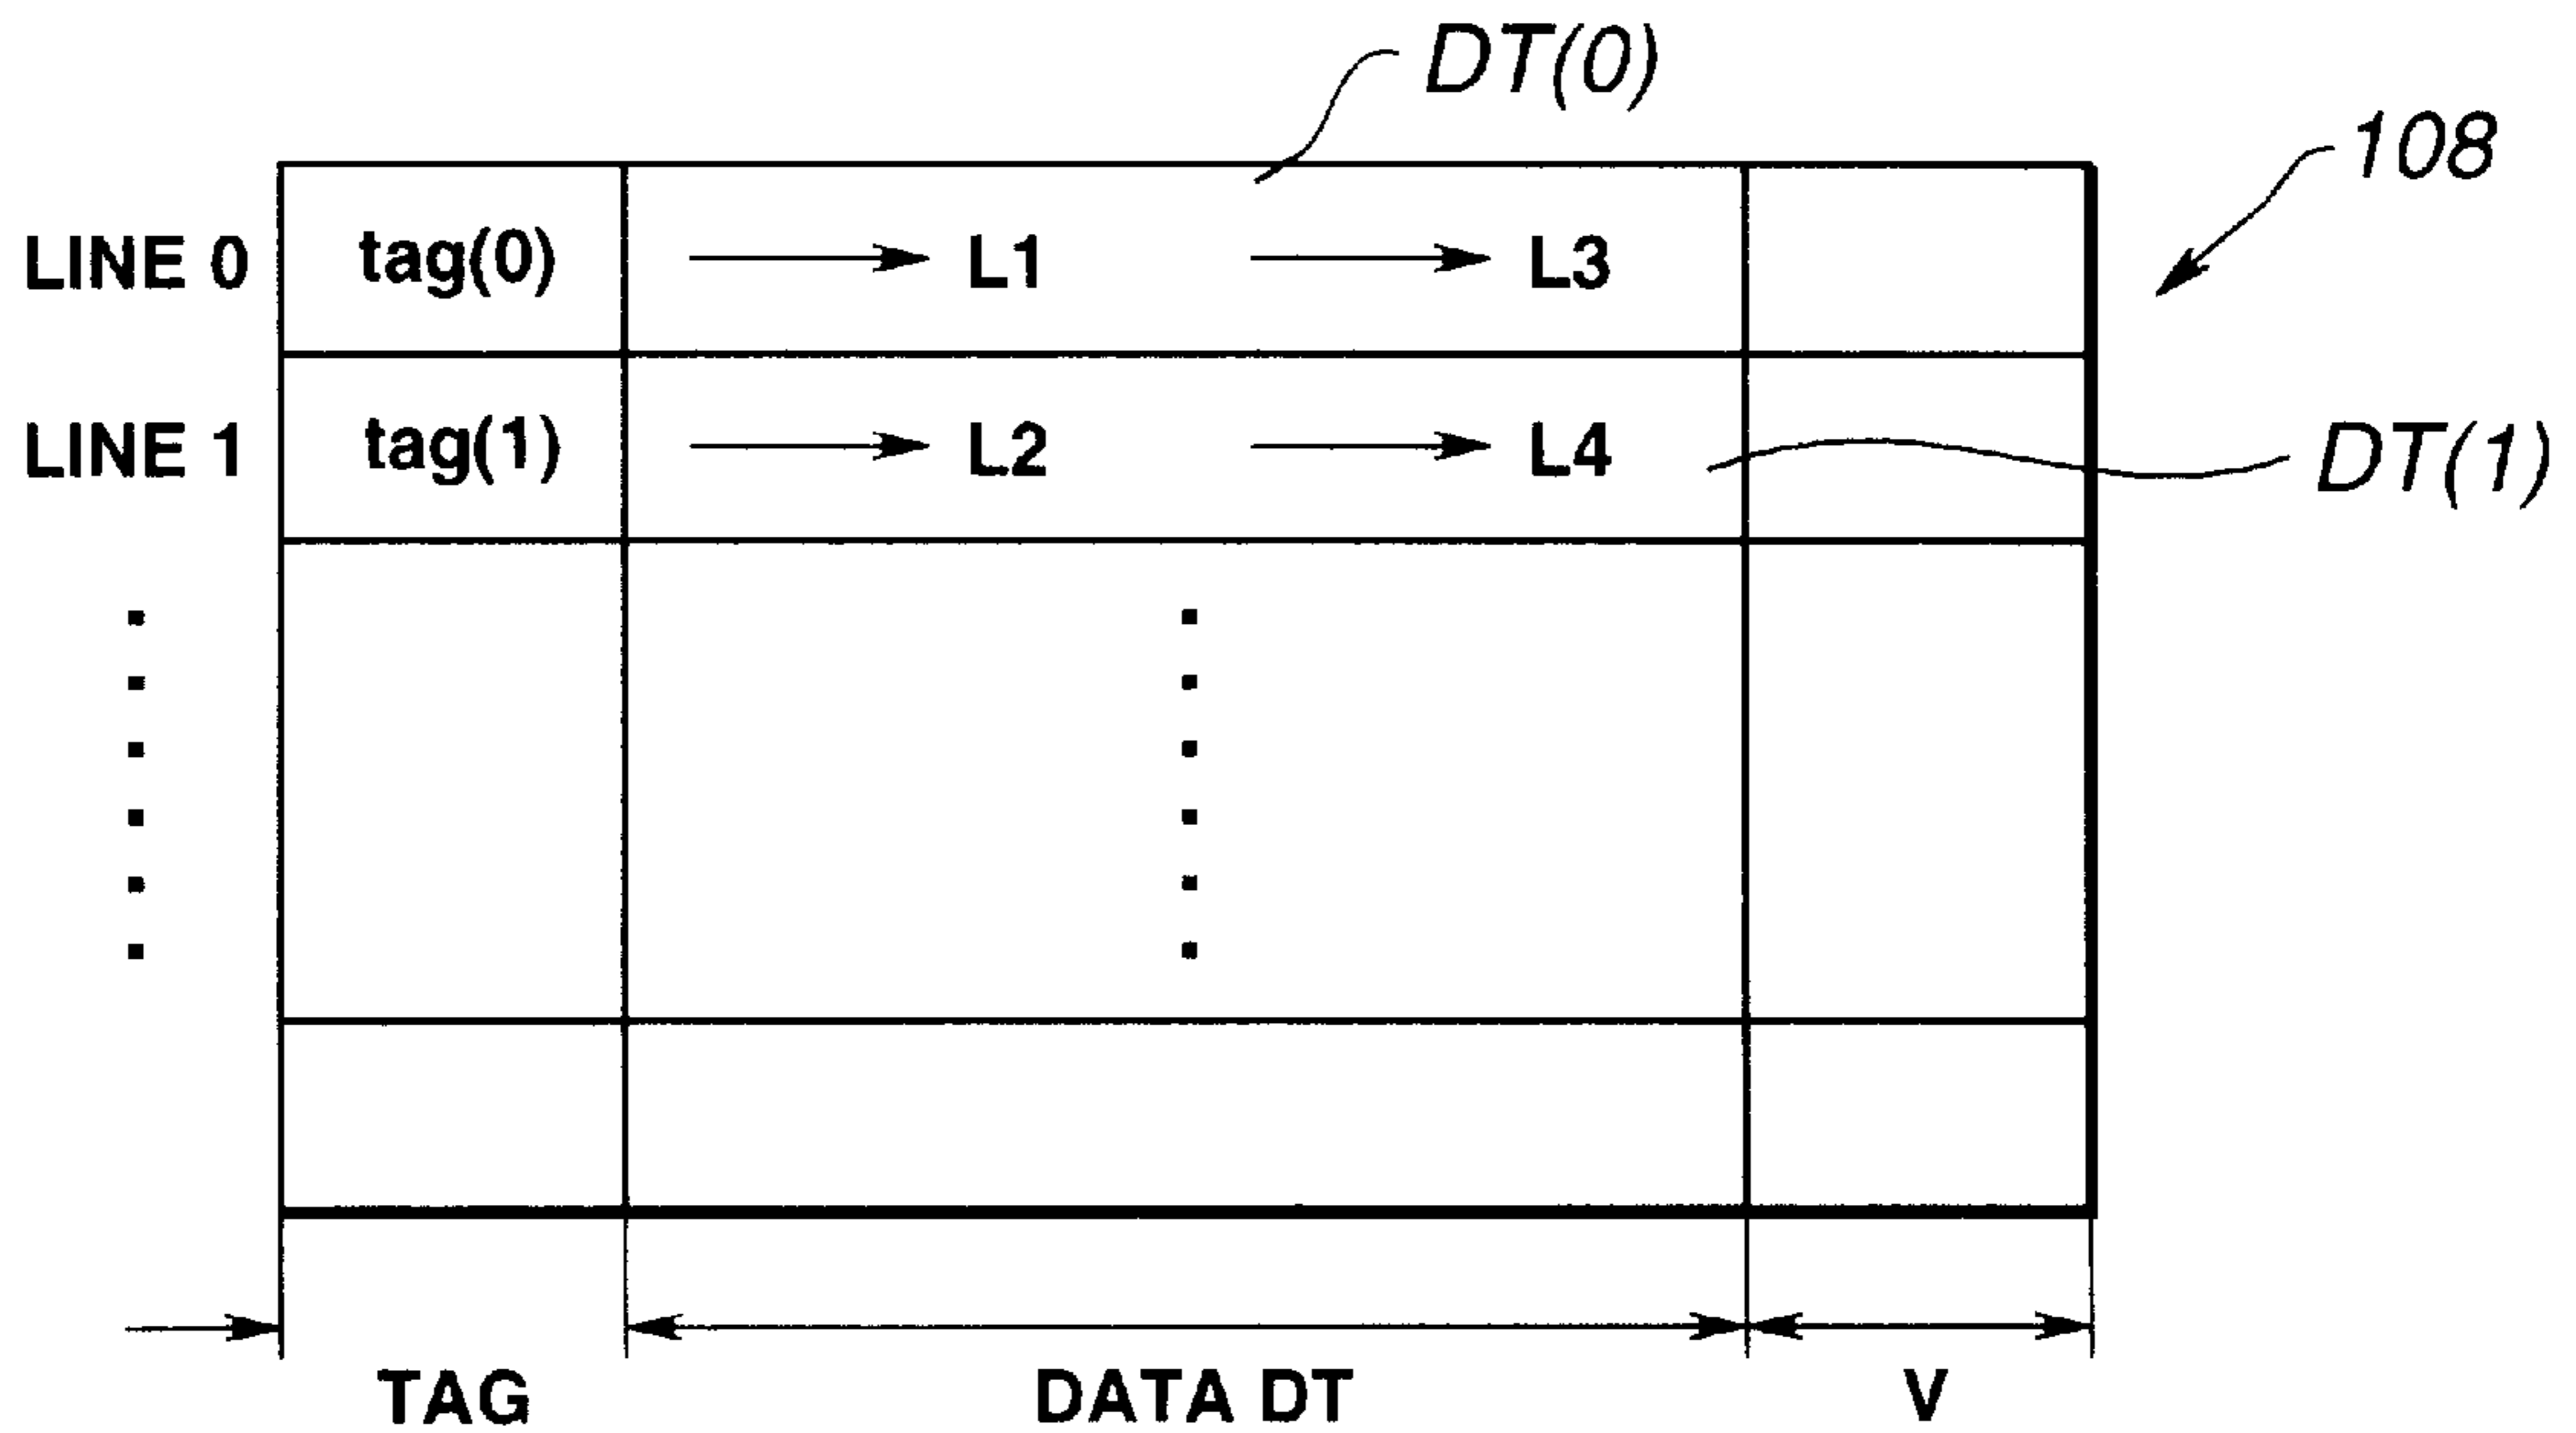 DT(0)
108
LINE 0 tag(0) L1 L3
LINE 1 tag(1) L2 L4 DT(1)
TAG DATA DT V